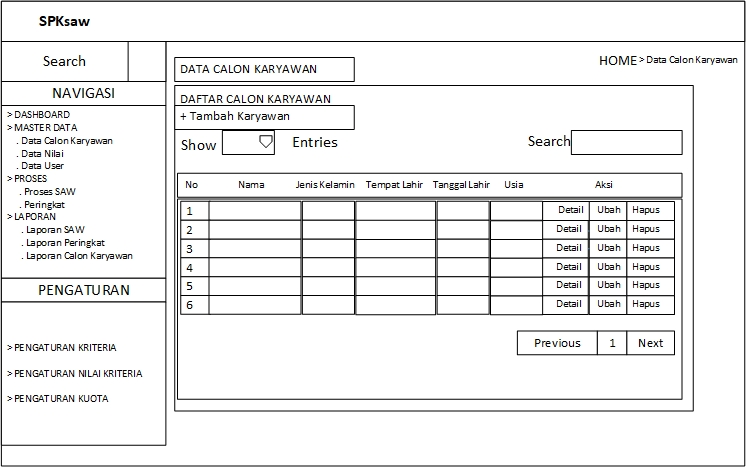 SPKsaw
Search
NAVIGASI
> DASHBOARD
> MASTER DATA
. Data Calon Karyawan
. Data Nilai
. Data User
> PROSES
. Proses SAW
. Peringkat
> LAPORAN
. Laporan SAW
. Laporan Peringkat
. Laporan Calon Karyawan
PENGATURAN
> PENGATURAN KRITERIA
> PENGATURAN NILAI KRITERIA
> PENGATURAN KUOTA
DATA CALON KARYAWAN
HOME > Data Calon Karyawan
DAFTAR CALON KARYAWAN
+ Tambah Karyawan
Show Entries Search
No Nama Jenis Kelamin Tempat Lahir Tanggal Lahir Usia Aksi
1 Detail Ubah Hapus
2 Detail Ubah Hapus
3 Detail Ubah Hapus
4 Detail Ubah Hapus
5 Detail Ubah Hapus
6 Detail Ubah Hapus
Previous 1 Next